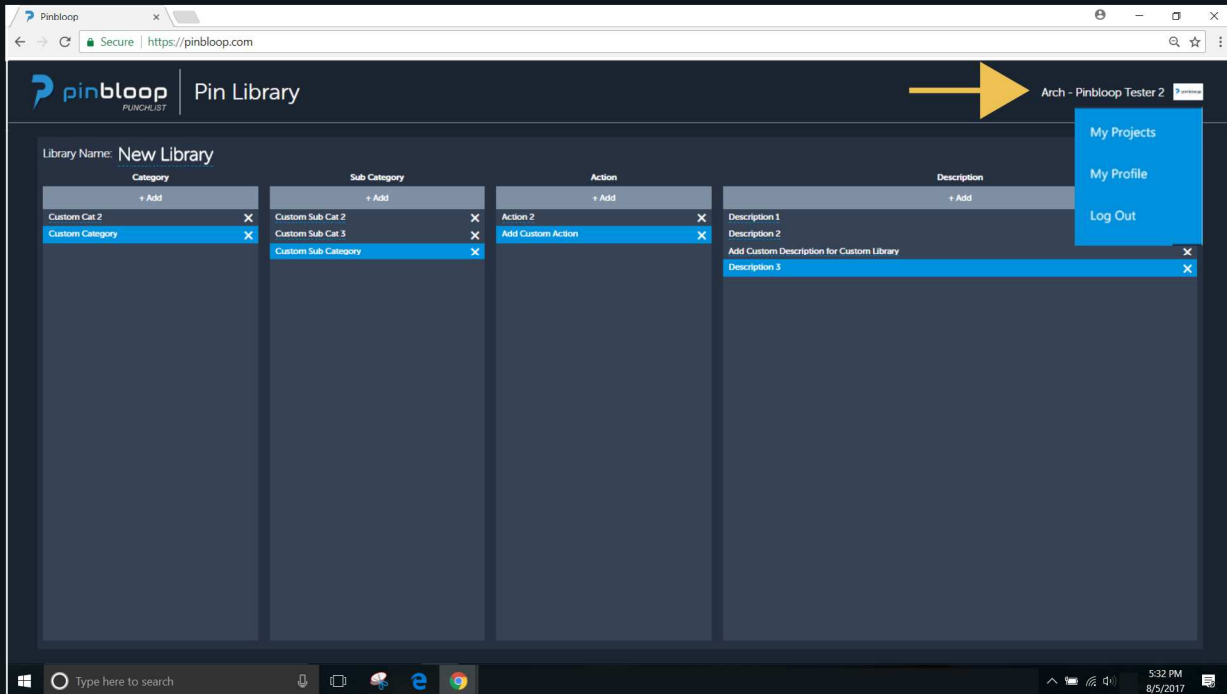 Pinbloop
Secure | https://pinbloop.com
pinbloop
PUNCHLIST
Pin Library
Arch - Pinbloop Tester 2
My Projects
My Profile
Log Out
Library Name: New Library
Category
+ Add
Custom Cat 2
Custom Category
Sub Category
+ Add
Custom Sub Cat 2
Custom Sub Cat 3
Custom Sub Category
Action
+ Add
Action 2
Add Custom Action
Description
+ Add
Description 1
Description 2
Add Custom Description for Custom Library
Description 3
Type here to search
5:32 PM
8/5/2017